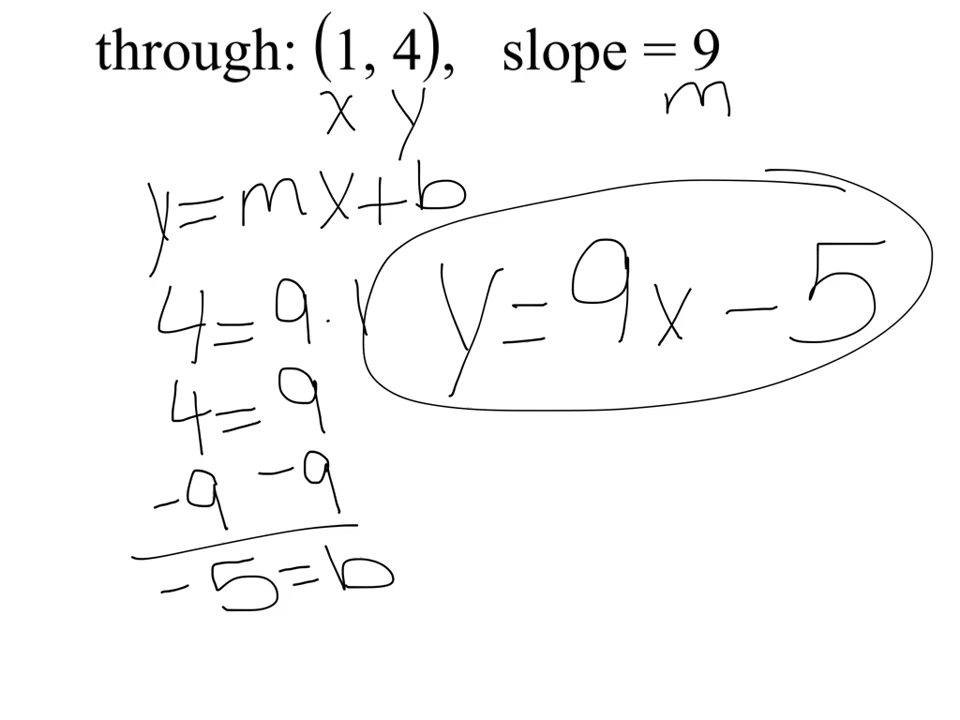 through: (1, 4), slope = 9
x y m
y=mx+b
4=9·1
4=9
-9 -9
-5=b
y=9x-5